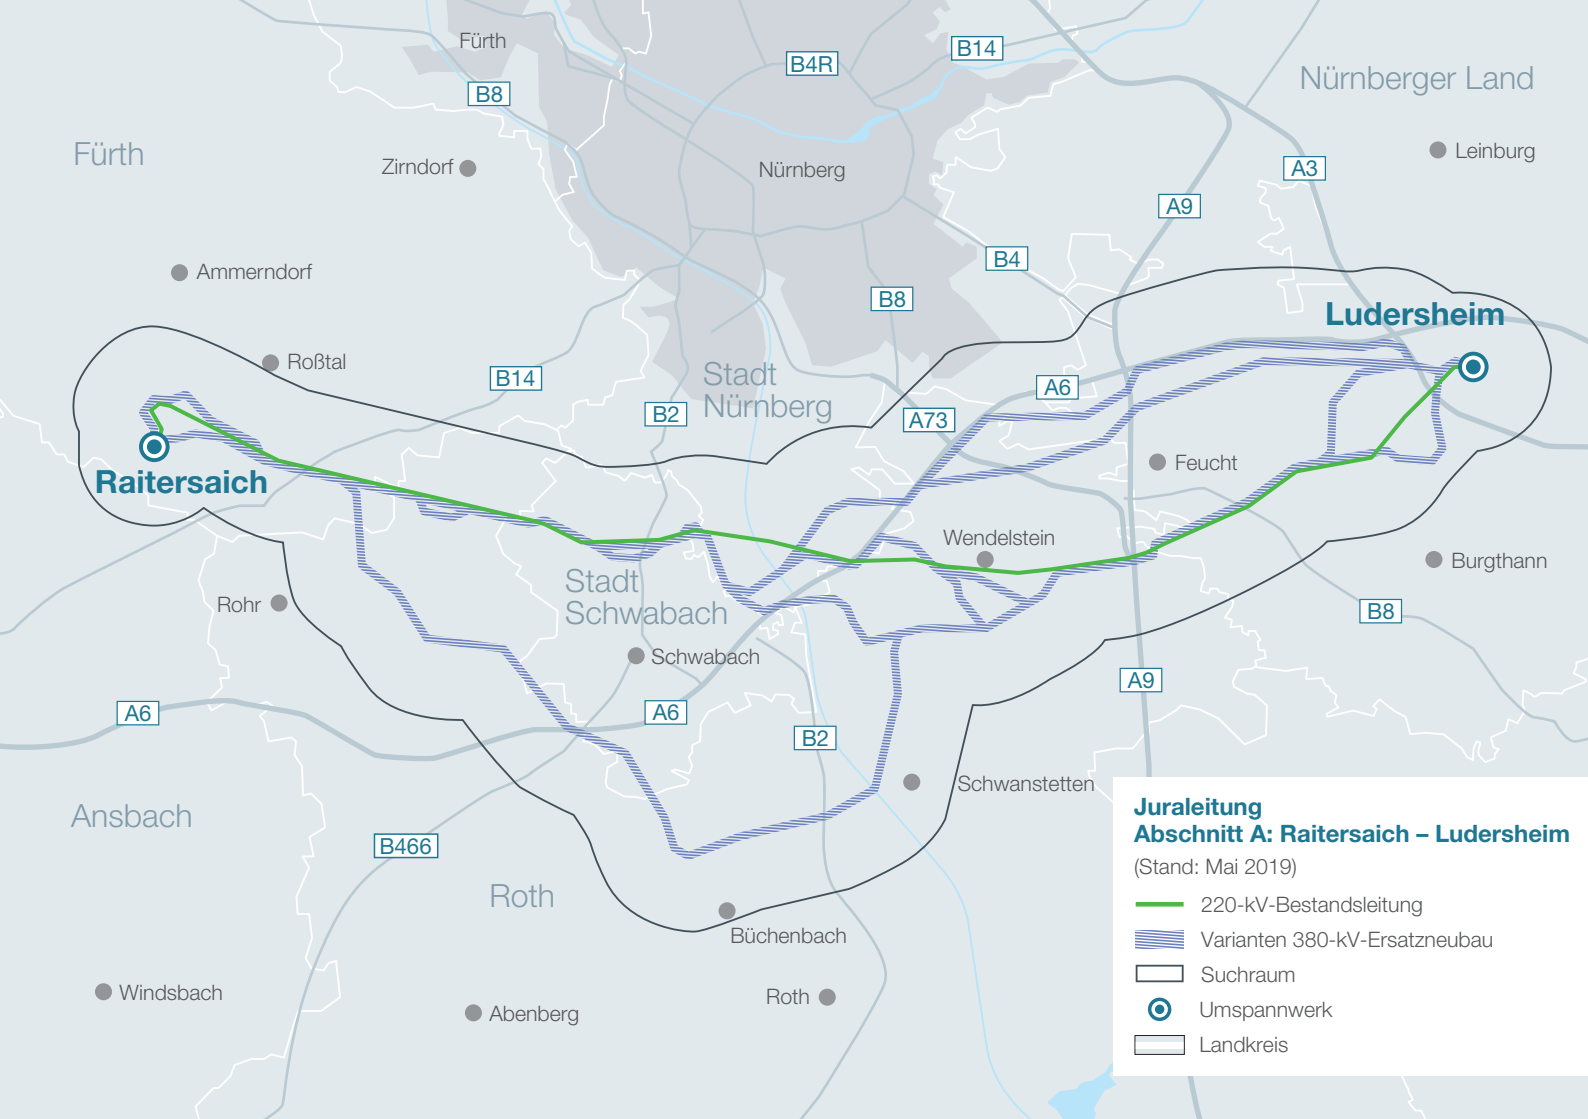 Fürth
B4R
B14
Nürnberger Land
B8
Fürth
Zirndorf
Nürnberg
Leinburg
A3
A9
Ammerndorf
B4
B8
Ludersheim
Roßtal
B14
Stadt
Nürnberg
A6
B2
A73
Raitersaich
Feucht
Wendelstein
Burgthann
Stadt
Schwabach
Rohr
B8
Schwabach
A9
A6
A6
B2
Schwanstetten
Ansbach
B466
Roth
Büchenbach
Windsbach
Abenberg
Roth
Juraleitung
Abschnitt A: Raitersaich – Ludersheim
(Stand: Mai 2019)
220-kV-Bestandsleitung
Varianten 380-kV-Ersatzneubau
Suchraum
Umspannwerk
Landkreis